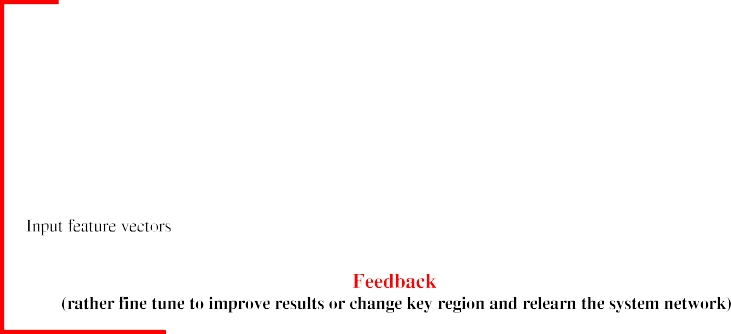 Input feature vectors
Feedback
(rather fine tune to improve results or change key region and relearn the system network)